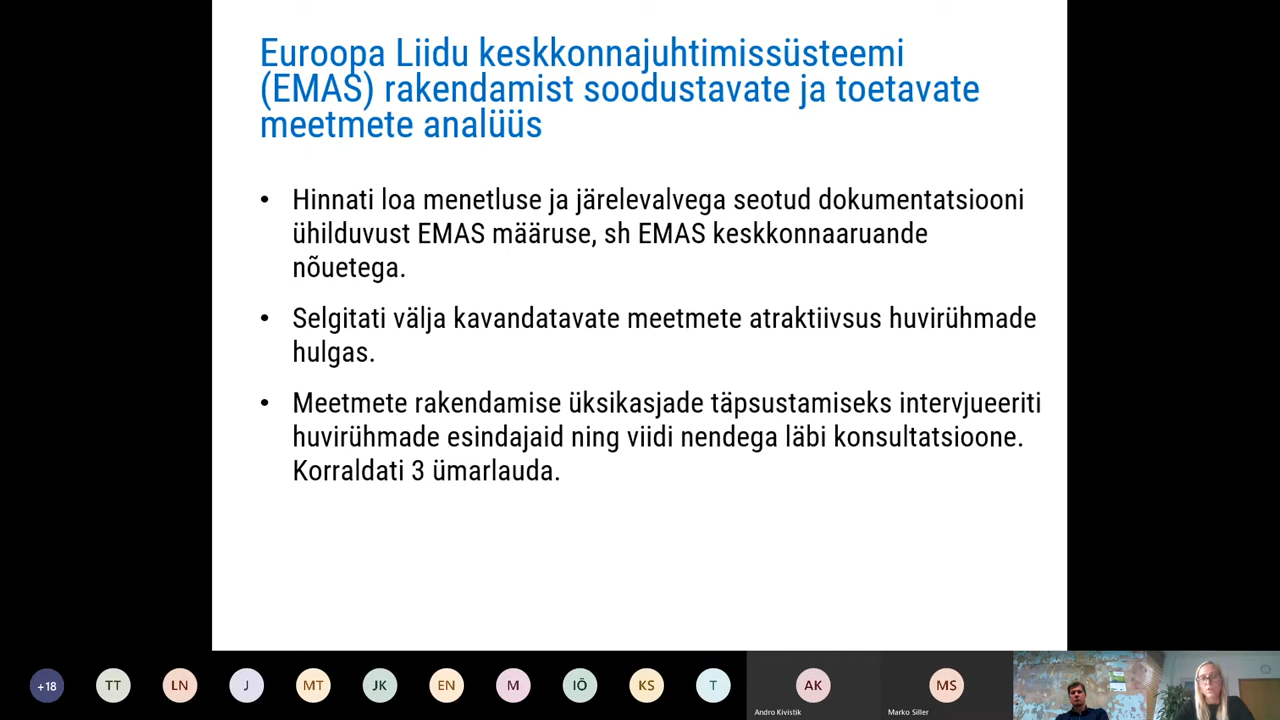 Euroopa Liidu keskkonnajuhtimissüsteemi
(EMAS) rakendamist soodustavate ja toetavate
meetmete analüüs
• Hinnati loa menetluse ja järelevalvega seotud dokumentatsiooni
ühilduvust EMAS määruse, sh EMAS keskkonnaaruande
nõuetega.
• Selgitati välja kavandatavate meetmete atraktiivsus huvirühmade
hulgas.
• Meetmete rakendamise üksikasjade täpsustamiseks intervjueeriti
huvirühmade esindajaid ning viidi nendega läbi konsultatsioone.
Korraldati 3 ümarlauda.
+18 TT LN J MT JK EN M IÕ KS T AK MS
Andro Kivistik Marko Siller